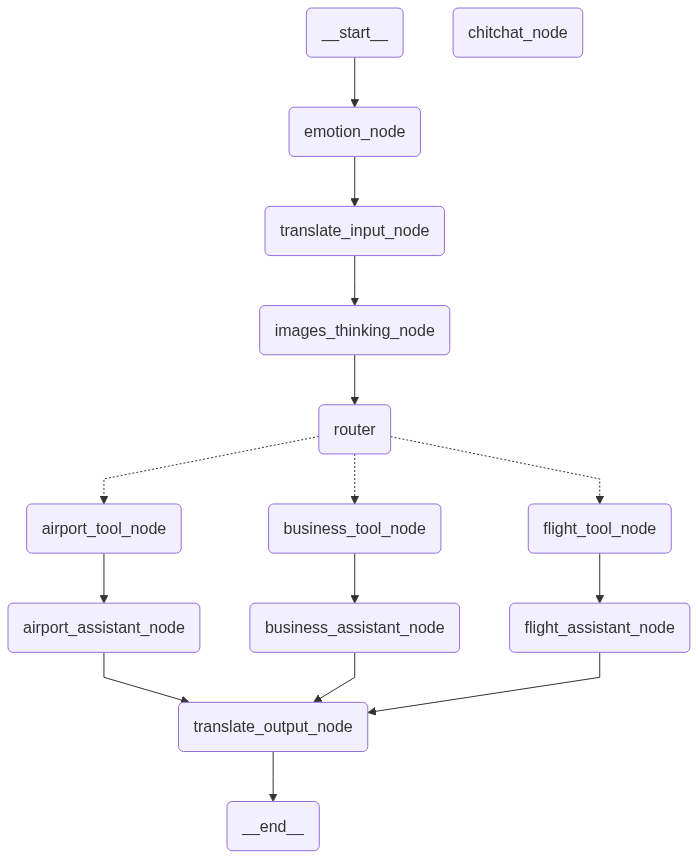 __start__
chitchat_node
emotion_node
translate_input_node
images_thinking_node
router
airport_tool_node
business_tool_node
flight_tool_node
airport_assistant_node
business_assistant_node
flight_assistant_node
translate_output_node
__end__